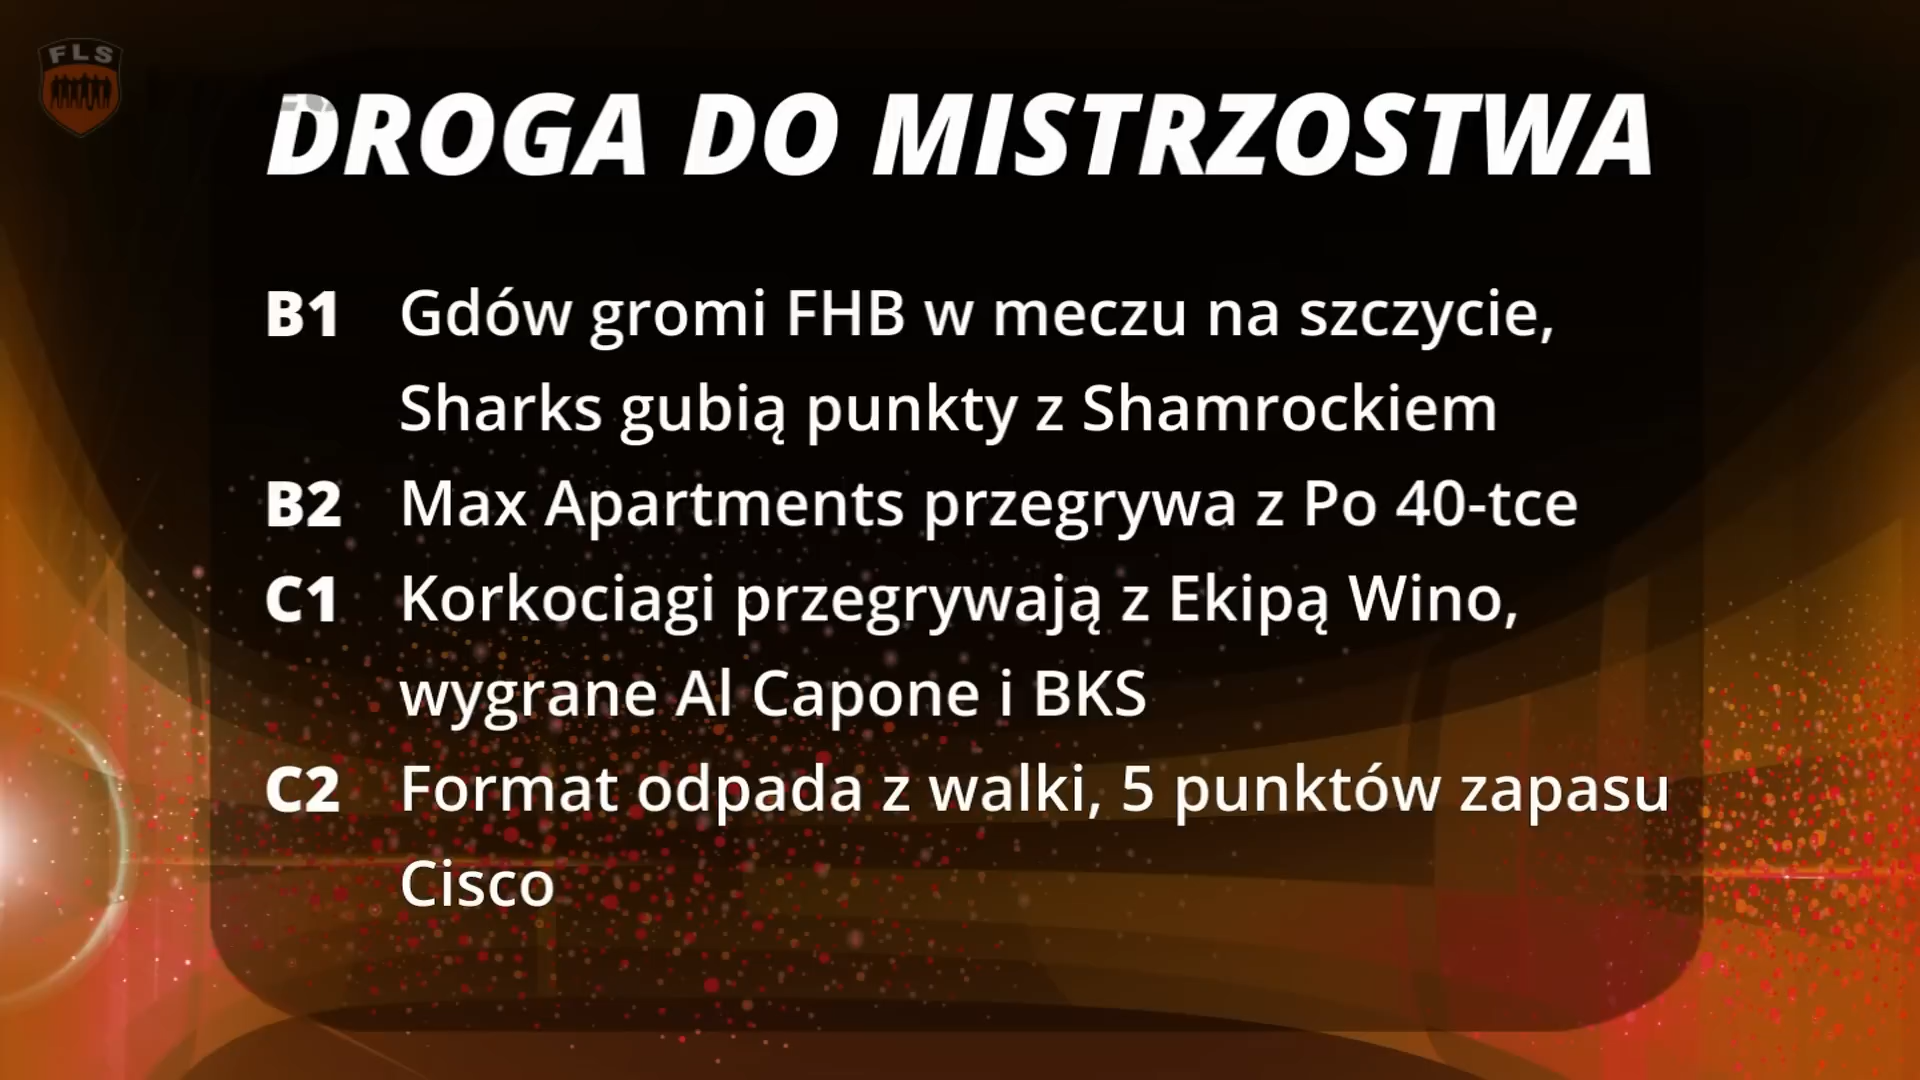 FLS
DROGA DO MISTRZOSTWA
B1 Gdów gromi FHB w meczu na szczycie,
Sharks gubią punkty z Shamrockiem
B2 Max Apartments przegrywa z Po 40-tce
C1 Korkociagi przegrywają z Ekipą Wino,
wygrane Al Capone i BKS
C2 Format odpada z walki, 5 punktów zapasu
Cisco